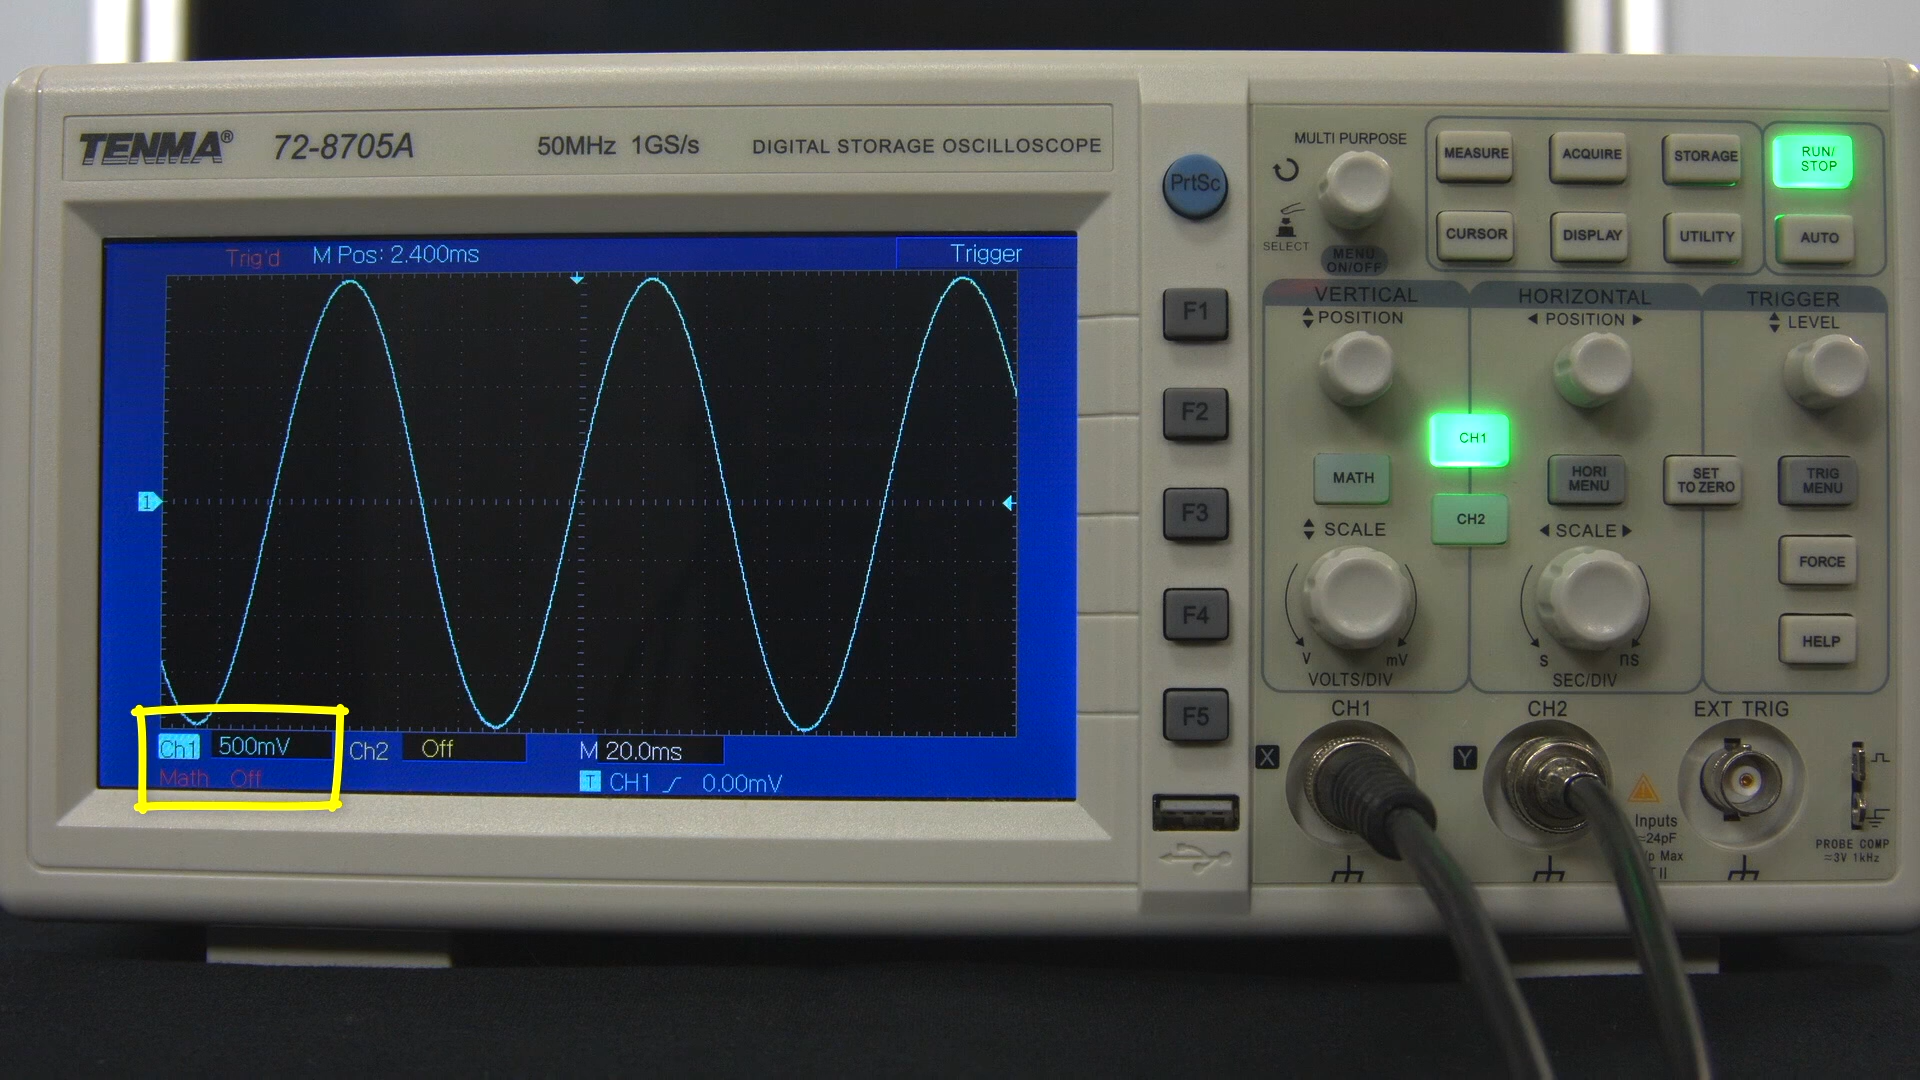 TENMA® 72-8705A 50MHz 1GS/s DIGITAL STORAGE OSCILLOSCOPE
Trig'd M Pos: 2.400ms Trigger
1
Ch1 500mV Ch2 Off M 20.0ms
Math Off T CH1 0.00mV
PrtSc
F1
F2
F3
F4
F5
MULTI PURPOSE
SELECT
MENU
ON/OFF
MEASURE ACQUIRE STORAGE RUN/
STOP
CURSOR DISPLAY UTILITY AUTO
VERTICAL HORIZONTAL TRIGGER
POSITION POSITION LEVEL
CH1
MATH HORI
MENU SET
TO ZERO TRIG
MENU
CH2
SCALE SCALE
FORCE
HELP
V mV s ns
VOLTS/DIV SEC/DIV
CH1 CH2 EXT TRIG
X Y
Inputs
≈24pF
p Max
II
PROBE COMP
≈3V 1kHz